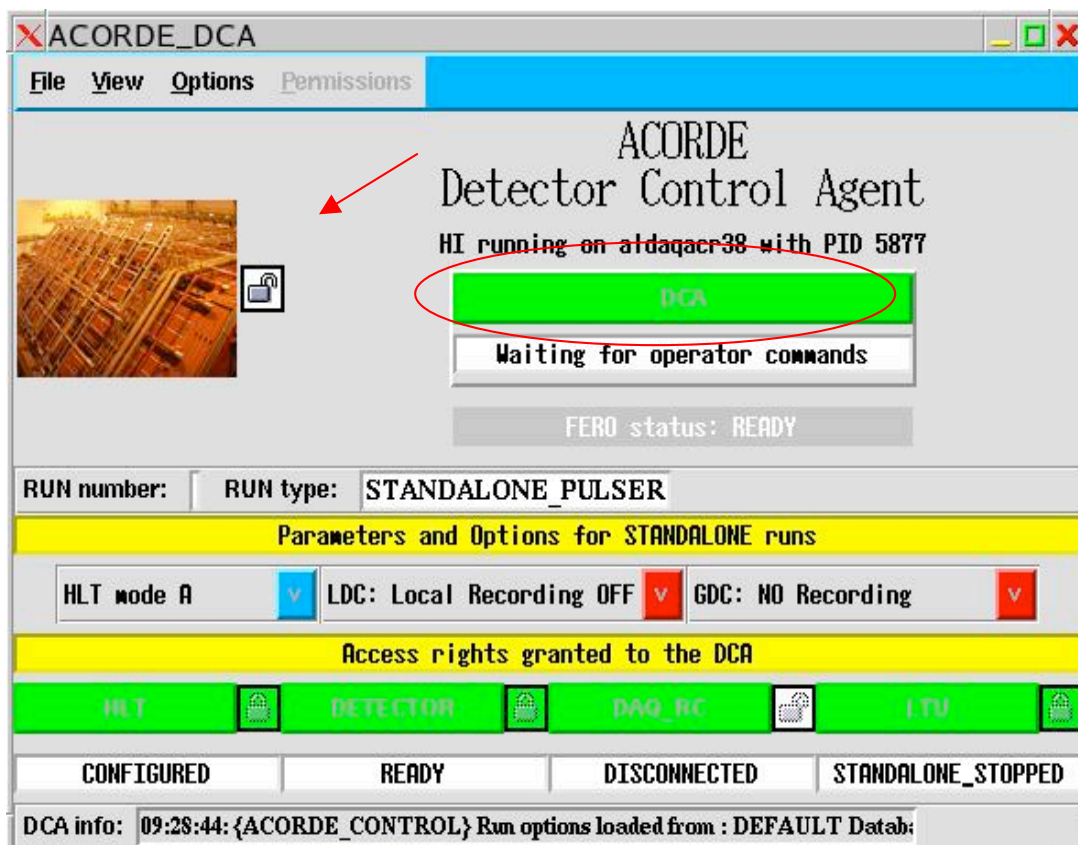 ACORDE_DCA
File View Options Permissions
ACORDE
Detector Control Agent
HI running on aldaqacr38 with PID 5877
DCA
Waiting for operator commands
FERO status: READY
RUN number: RUN type: STANDALONE_PULSER
Parameters and Options for STANDALONE runs
HLT mode A v LDC: Local Recording OFF v GDC: NO Recording v
Access rights granted to the DCA
HLT DETECTOR DAQ_RC LTU
CONFIGURED READY DISCONNECTED STANDALONE_STOPPED
DCA info: 09:28:44: {ACORDE_CONTROL} Run options loaded from : DEFAULT Databa